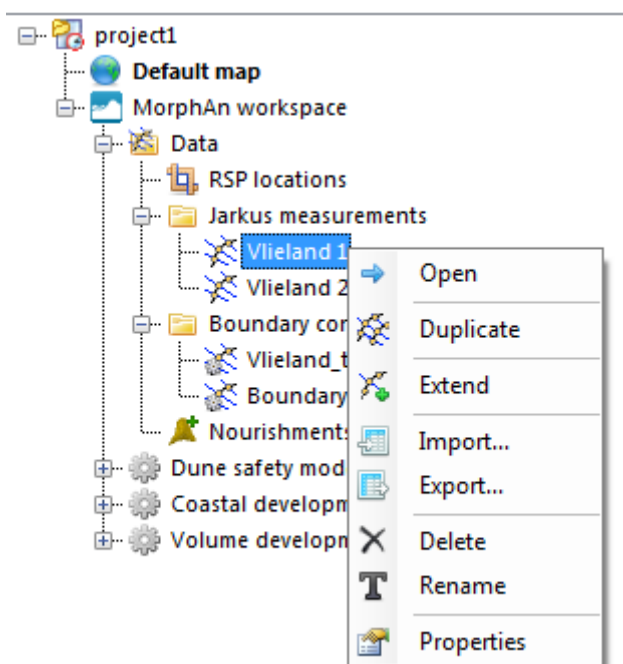 project1
Default map
MorphAn workspace
Data
RSP locations
Jarkus measurements
Vlieland 1
Vlieland 2
Boundary cor
Vlieland_t
Boundary
Nourishments
Dune safety mod
Coastal developm
Volume developm
Open
Duplicate
Extend
Import...
Export...
Delete
Rename
Properties